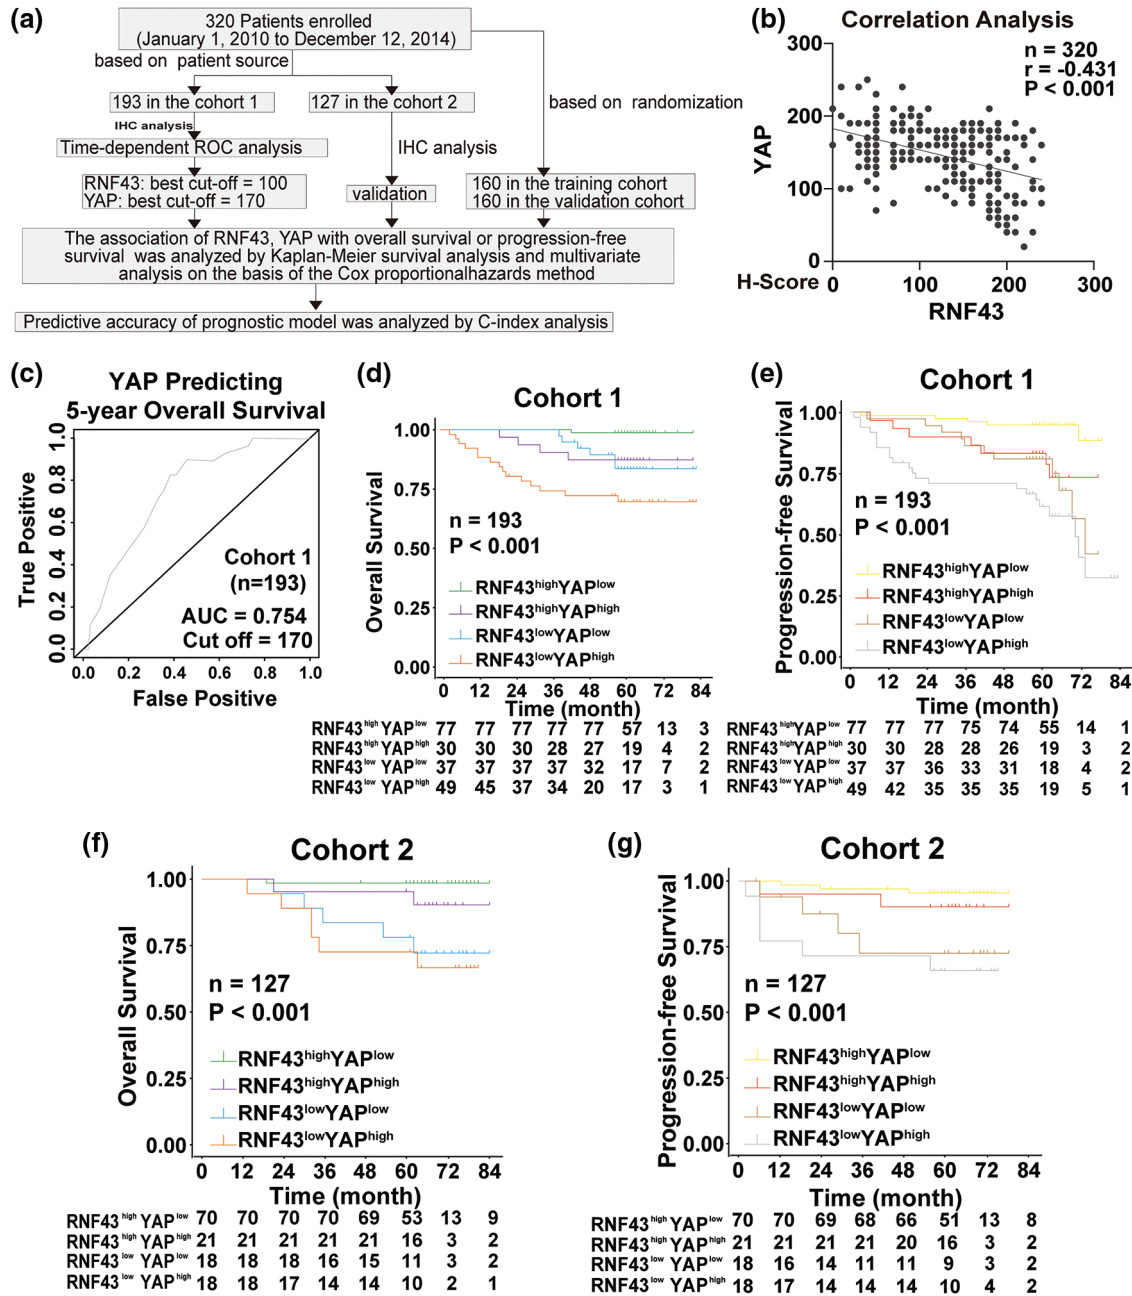 (a)
320 Patients enrolled
(January 1, 2010 to December 12, 2014)
based on patient source
193 in the cohort 1
127 in the cohort 2
based on randomization
IHC analysis
Time-dependent ROC analysis
IHC analysis
RNF43: best cut-off = 100
YAP: best cut-off = 170
validation
160 in the training cohort
160 in the validation cohort
The association of RNF43, YAP with overall survival or progression-free
survival was analyzed by Kaplan-Meier survival analysis and multivariate
analysis on the basis of the Cox proportionalhazards method
Predictive accuracy of prognostic model was analyzed by C-index analysis
(b)
Correlation Analysis
n = 320
r = -0.431
P < 0.001
YAP
300
200
100
0
H-Score
0 100 200 300
RNF43
(c)
YAP Predicting
5-year Overall Survival
True Positive
1.0
0.8
0.6
0.4
0.2
0.0
Cohort 1
(n=193)
AUC = 0.754
Cut off = 170
0.0 0.2 0.4 0.6 0.8 1.0
False Positive
(d)
Cohort 1
Overall Survival
1.00
0.75
0.50
0.25
0.00
n = 193
P < 0.001
RNF43highYAPlow
RNF43highYAPhigh
RNF43lowYAPlow
RNF43lowYAPhigh
0 12 24 36 48 60 72 84
Time (month)
RNF43high YAPlow 77 77 77 77 77 57 13 3
RNF43high YAPhigh 30 30 30 28 27 19 4 2
RNF43low YAPlow 37 37 37 37 32 17 7 2
RNF43low YAPhigh 49 45 37 34 20 17 3 1
(e)
Cohort 1
Progression-free Survival
1.00
0.75
0.50
0.25
0.00
n = 193
P < 0.001
RNF43highYAPlow
RNF43highYAPhigh
RNF43lowYAPlow
RNF43lowYAPhigh
0 12 24 36 48 60 72 84
Time (month)
RNF43highYAPlow 77 77 77 75 74 55 14 1
RNF43highYAPhigh 30 30 28 28 26 19 3 2
RNF43low YAPlow 37 37 36 33 31 18 4 2
RNF43low YAPhigh 49 42 35 35 35 19 5 1
(f)
Cohort 2
Overall Survival
1.00
0.75
0.50
0.25
0.00
n = 127
P < 0.001
RNF43highYAPlow
RNF43highYAPhigh
RNF43lowYAPlow
RNF43lowYAPhigh
0 12 24 36 48 60 72 84
Time (month)
RNF43high YAPlow 70 70 70 70 69 53 13 9
RNF43high YAPhigh 21 21 21 21 21 16 3 2
RNF43low YAPlow 18 18 18 16 15 11 3 2
RNF43low YAPhigh 18 18 17 14 14 10 2 1
(g)
Cohort 2
Progression-free Survival
1.00
0.75
0.50
0.25
0.00
n = 127
P < 0.001
RNF43highYAPlow
RNF43highYAPhigh
RNF43lowYAPlow
RNF43lowYAPhigh
0 12 24 36 48 60 72 84
Time (month)
RNF43high YAPlow 70 70 69 68 66 51 13 8
RNF43high YAPhigh 21 21 21 21 20 16 3 2
RNF43low YAPlow 18 16 14 11 11 9 3 2
RNF43low YAPhigh 18 17 14 14 14 10 4 2